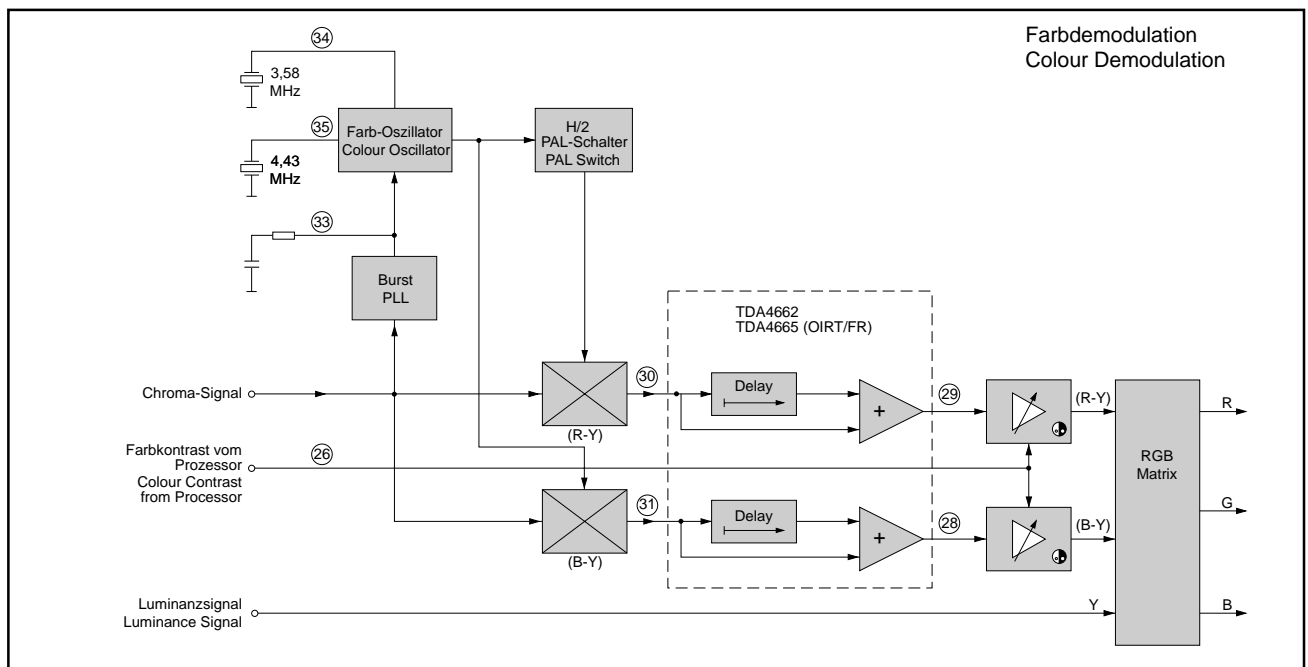 Farbdemodulation
Colour Demodulation
34
3,58
MHz
35
4,43
MHz
Farb-Oszillator
Colour Oscillator
H/2
PAL-Schalter
PAL Switch
33
Burst
PLL
TDA4662
TDA4665 (OIRT/FR)
Chroma-Signal
(R-Y)
30
Delay
+
29
(R-Y)
R
Farbkontrast vom
Prozessor
Colour Contrast
from Processor
26
RGB
Matrix
G
(B-Y)
31
Delay
+
28
(B-Y)
Luminanzsignal
Luminance Signal
Y
B